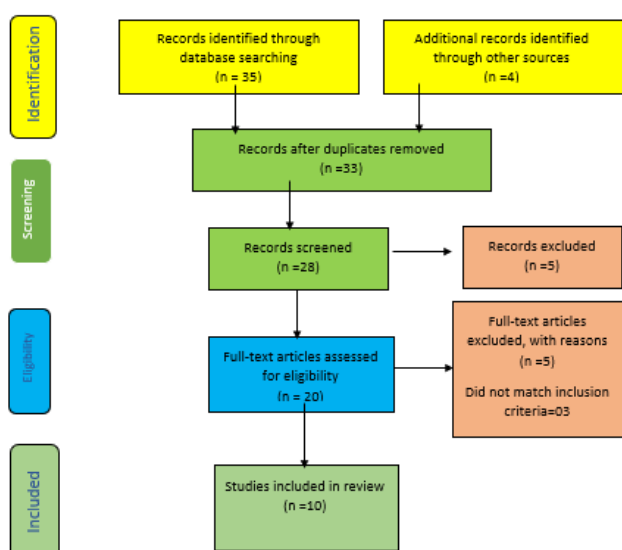 Identification
Records identified through
database searching
(n = 35)
Additional records identified
through other sources
(n =4)
Records after duplicates removed
(n =33)
Screening
Records screened
(n =28)
Records excluded
(n =5)
Eligibility
Full-text articles assessed
for eligibility
(n = 20)
Full-text articles
excluded, with reasons
(n =5)
Did not match inclusion
criteria=03
Included
Studies included in review
(n =10)